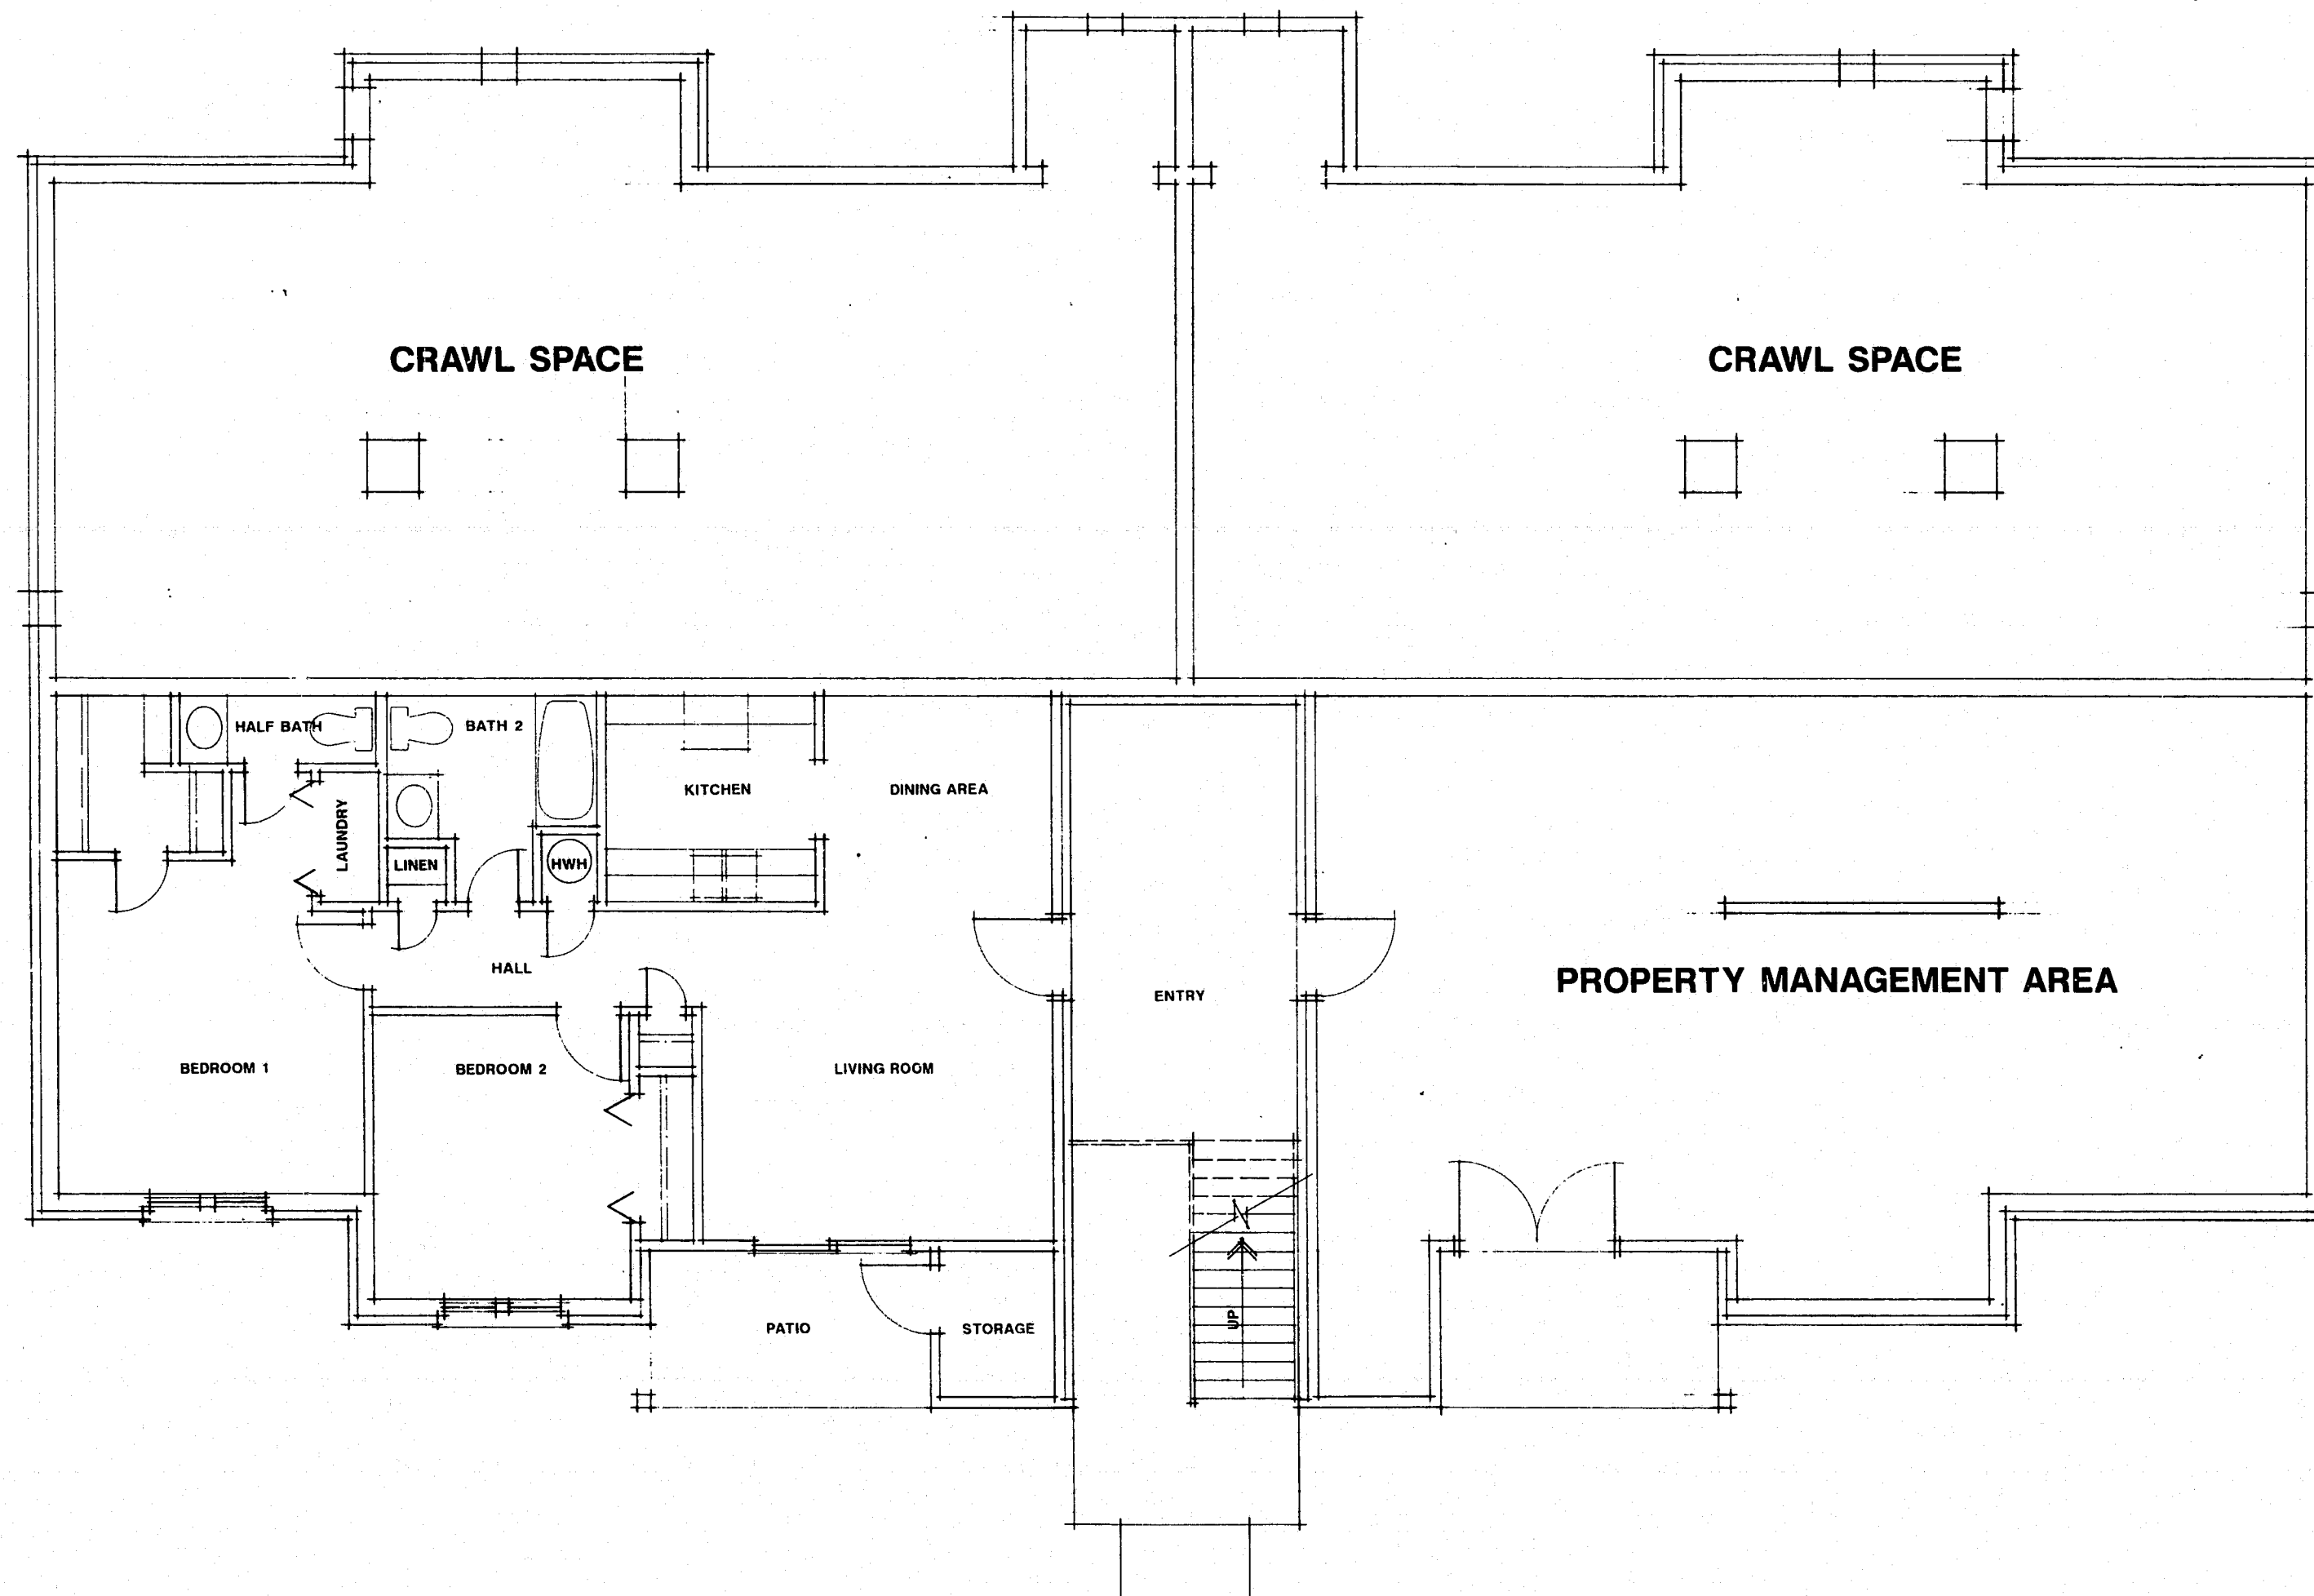 CRAWL SPACE
CRAWL SPACE
HALF BATH
BATH 2
KITCHEN
DINING AREA
LAUNDRY
LINEN
HWH
HALL
ENTRY
PROPERTY MANAGEMENT AREA
BEDROOM 1
BEDROOM 2
LIVING ROOM
UP
PATIO
STORAGE